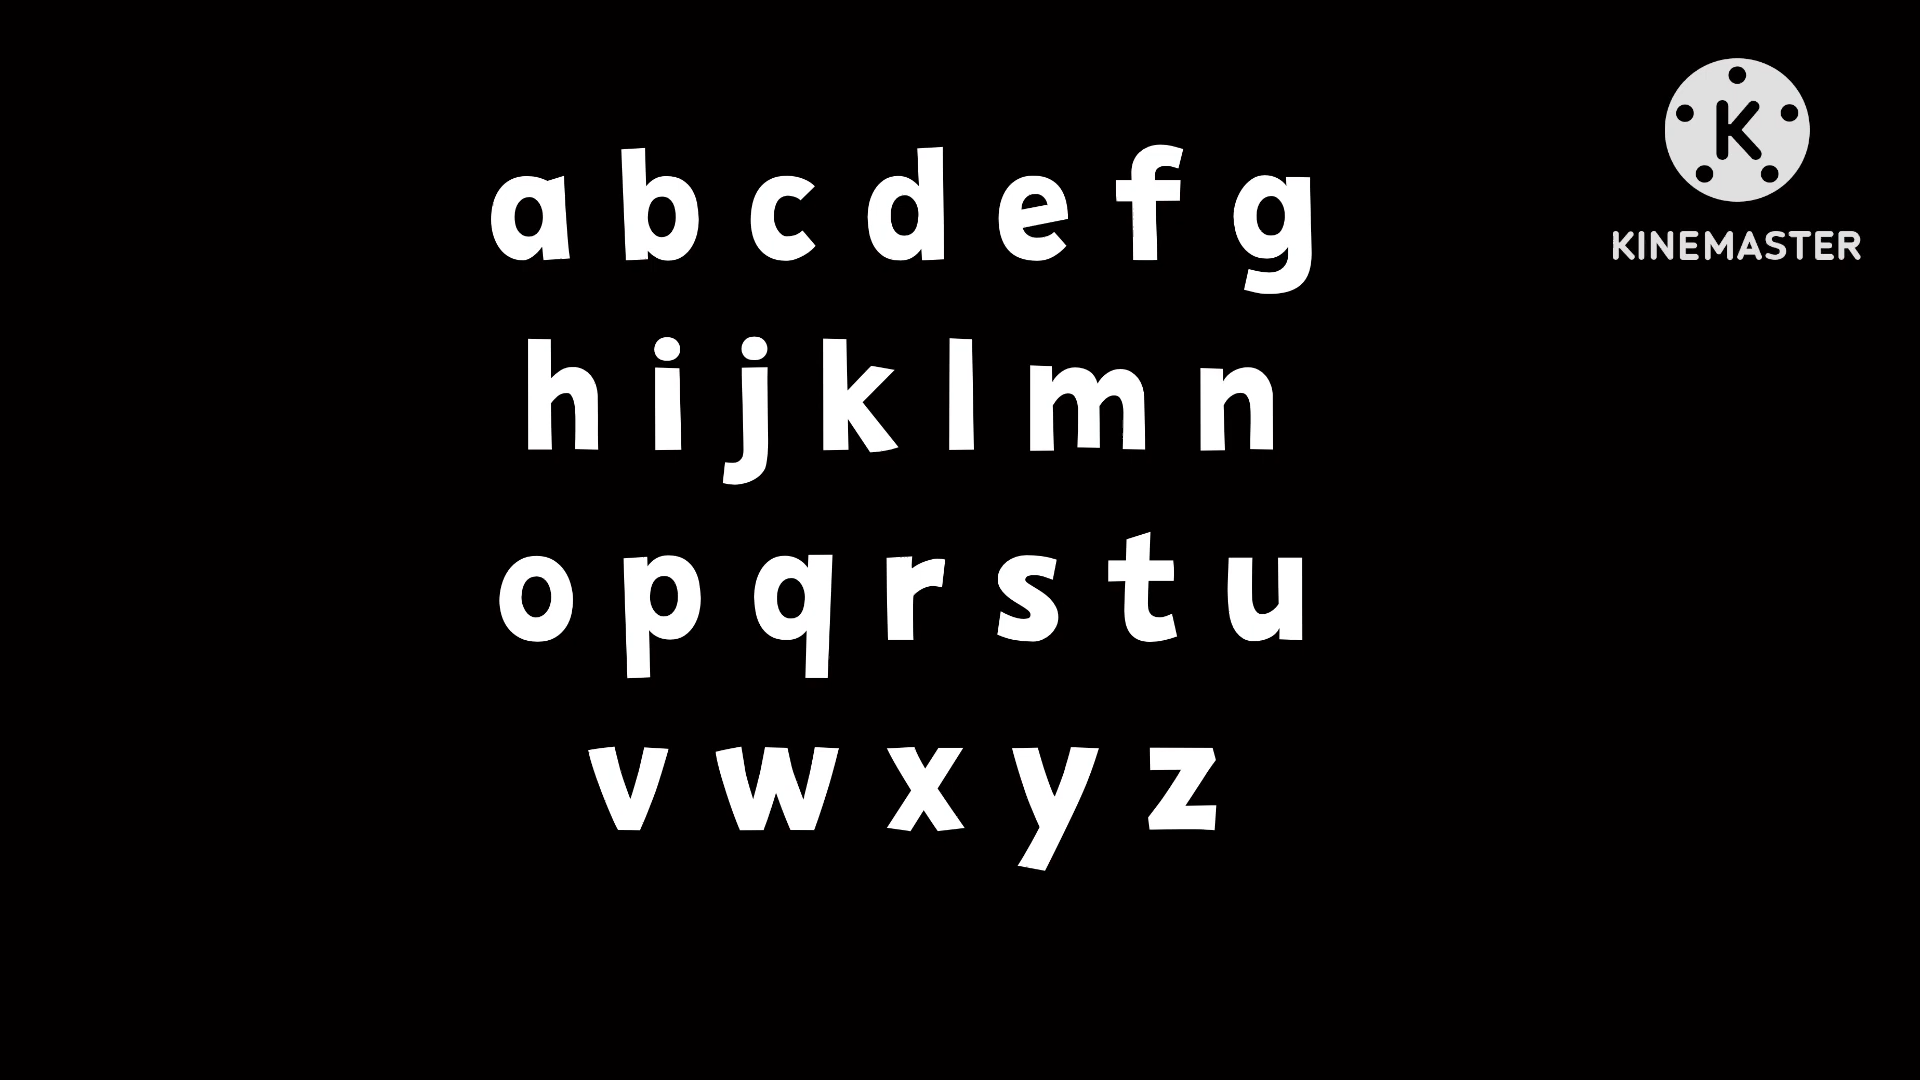 a b c d e f g
h i j k l m n
o p q r s t u
v w x y z
K
KINEMASTER